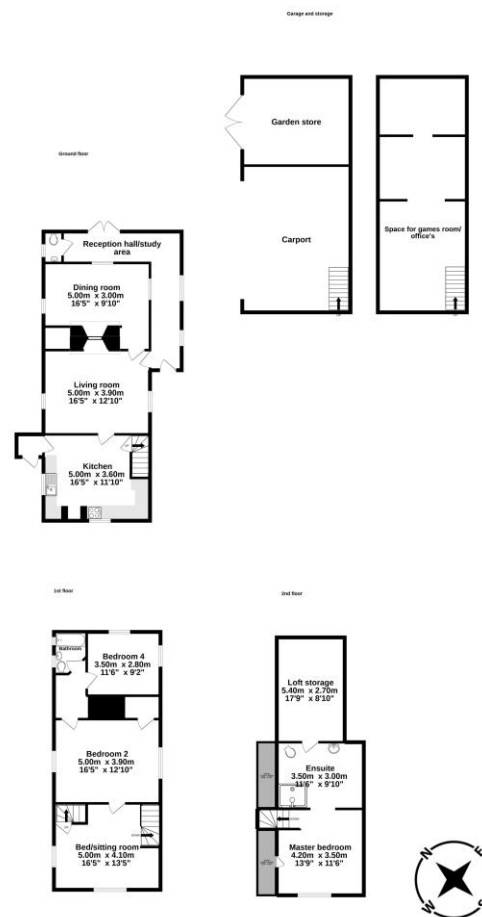 Garage and storage
Garden store
Carport
Space for games room/
office's
Ground floor
Reception hall/study
area
Dining room
5.00m x 3.00m
16'5" x 9'10"
Living room
5.00m x 3.90m
16'5" x 12'10"
Kitchen
5.00m x 3.60m
16'5" x 11'10"
1st floor
Bathroom
Bedroom 4
3.50m x 2.80m
11'6" x 9'2"
Bedroom 2
5.00m x 3.90m
16'5" x 12'10"
Bed/sitting room
5.00m x 4.10m
16'5" x 13'5"
2nd floor
Loft storage
5.40m x 2.70m
17'9" x 8'10"
Ensuite
3.50m x 3.00m
11'6" x 9'10"
Master bedroom
4.20m x 3.50m
13'9" x 11'6"
N
E
W
S